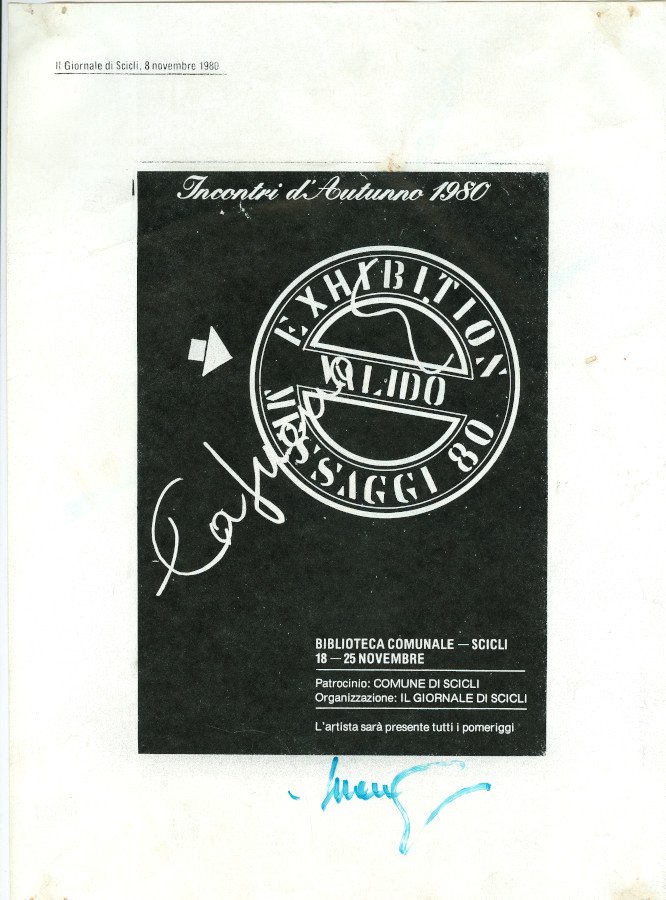 Il Giornale di Scicli, 8 novembre 1980
Incontri d'Autunno 1980
EXHIBITION
VALIDO
MESSAGGI 80
BIBLIOTECA COMUNALE — SCICLI
18 — 25 NOVEMBRE
Patrocinio: COMUNE DI SCICLI
Organizzazione: IL GIORNALE DI SCICLI
L'artista sarà presente tutti i pomeriggi